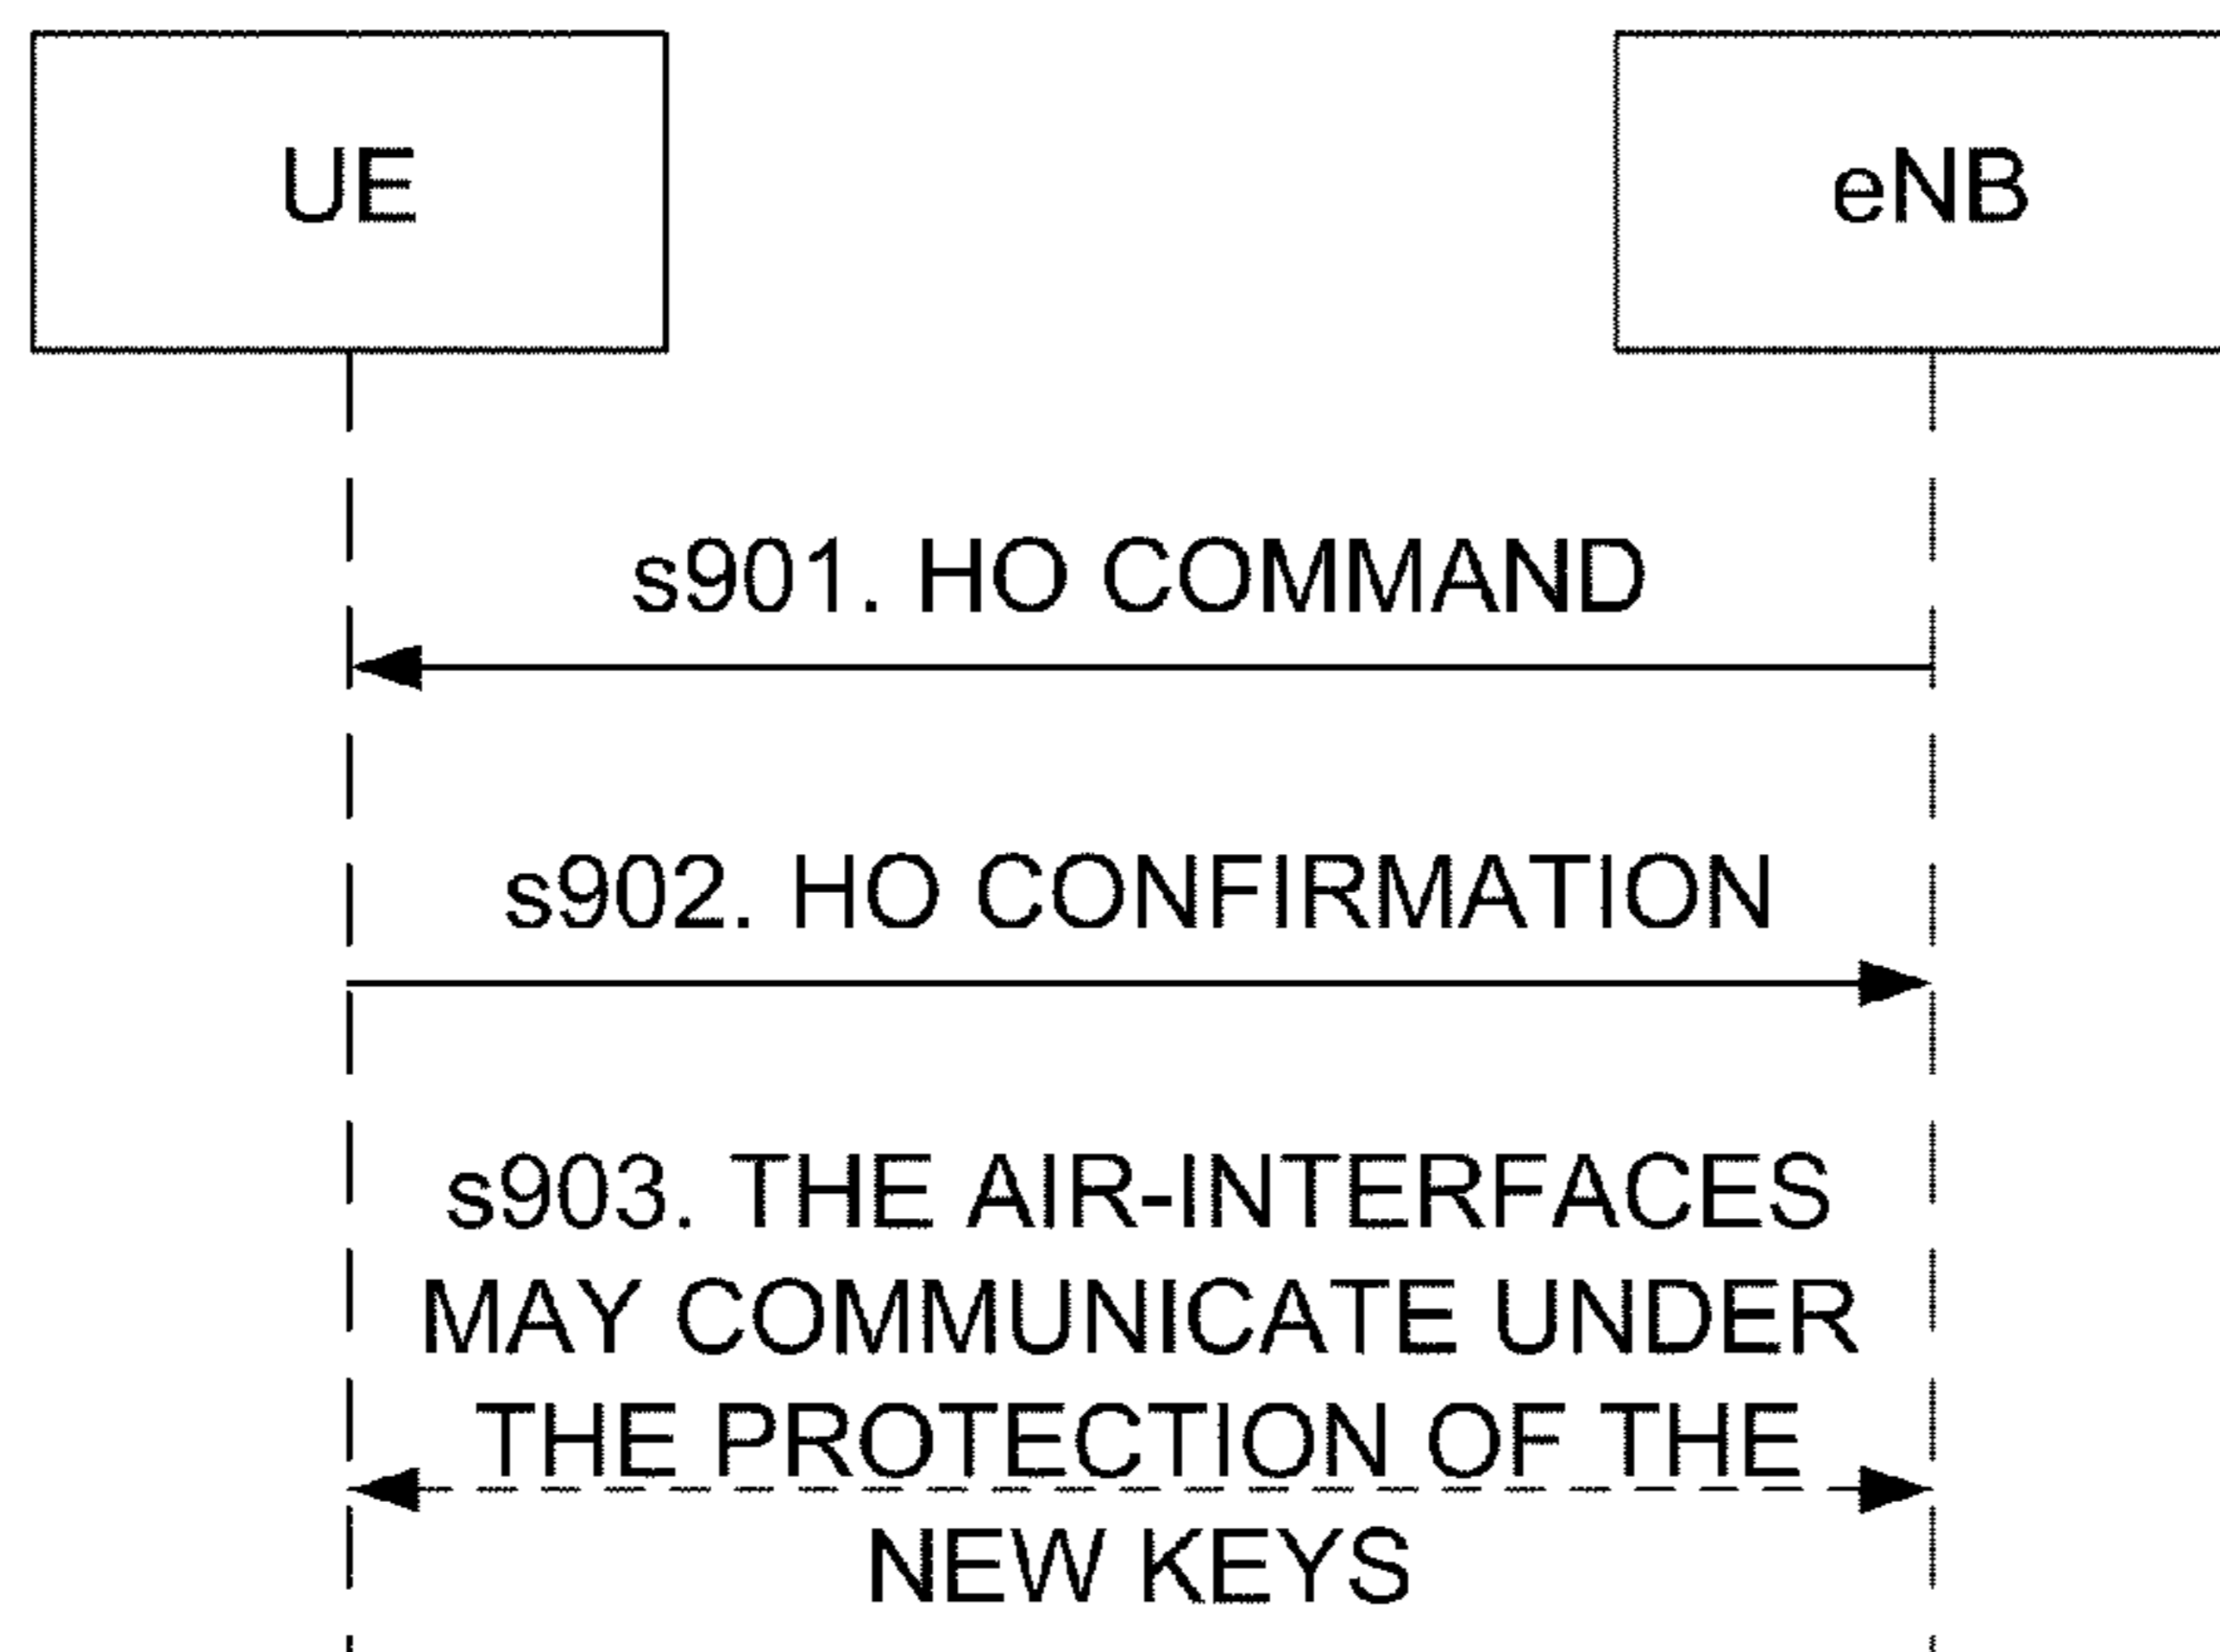 UE
eNB
s901. HO COMMAND
s902. HO CONFIRMATION
s903. THE AIR-INTERFACES
MAY COMMUNICATE UNDER
THE PROTECTION OF THE
NEW KEYS